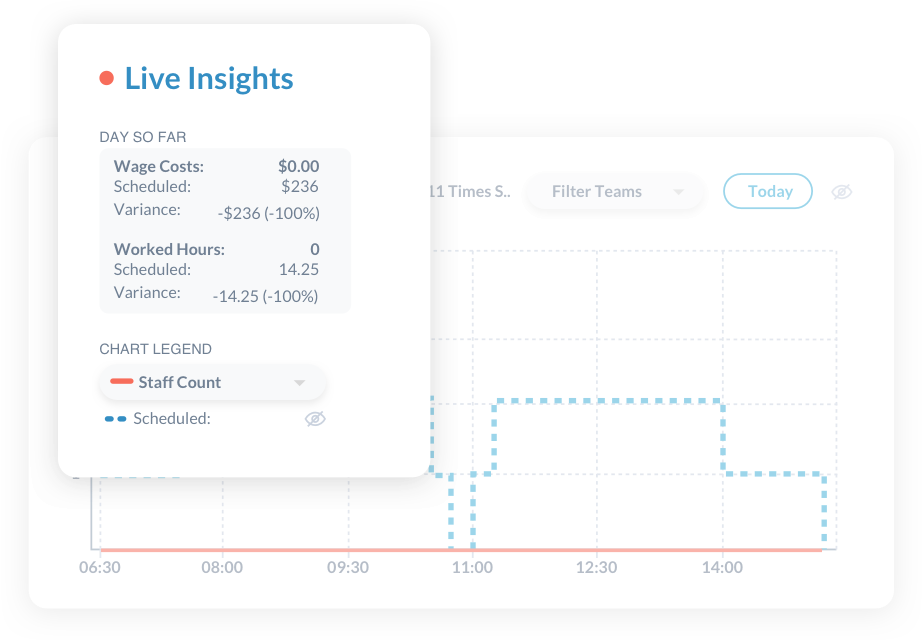 Live Insights
DAY SO FAR
Wage Costs: $0.00
Scheduled: $236
Variance: -$236 (-100%)
Worked Hours: 0
Scheduled: 14.25
Variance: -14.25 (-100%)
CHART LEGEND
Staff Count
Scheduled:
11 Times S.. Filter Teams Today
06:30 08:00 09:30 11:00 12:30 14:00